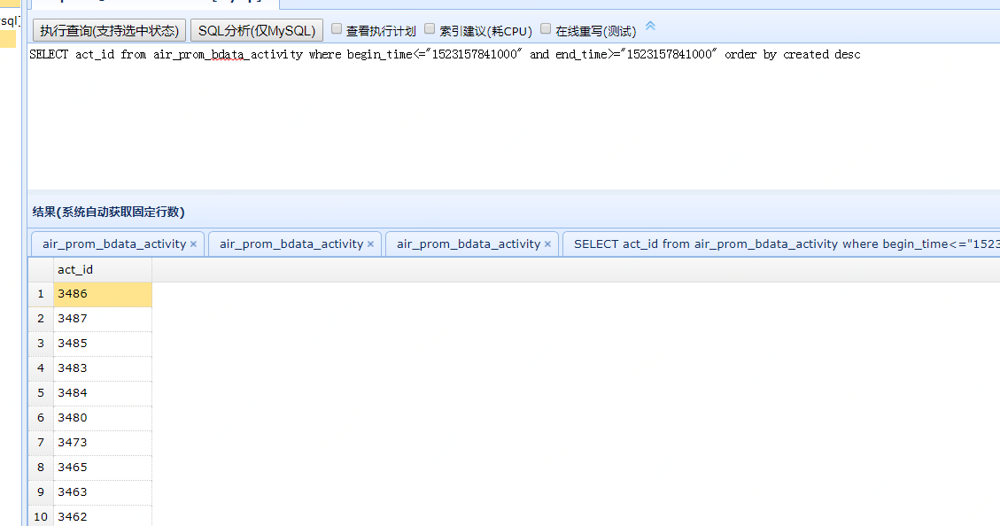 sql]
执行查询(支持选中状态) SQL分析(仅MySQL) 查看执行计划 索引建议(耗CPU) 在线重写(测试)
SELECT act_id from air_prom_bdata_activity where begin_time<="1523157841000" and end_time>="1523157841000" order by created desc
结果(系统自动获取固定行数)
air_prom_bdata_activity × air_prom_bdata_activity × air_prom_bdata_activity × SELECT act_id from air_prom_bdata_activity where begin_time<="1523
act_id
1 3486
2 3487
3 3485
4 3483
5 3484
6 3480
7 3473
8 3465
9 3463
10 3462